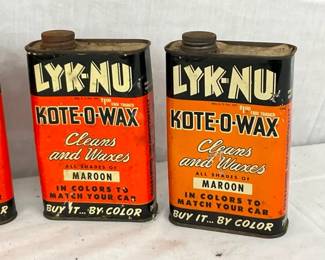 LYK-NU
KOTE-O-WAX
Cleans
and Waxes
ALL SHADES OF
MAROON
IN COLORS TO
MATCH YOUR CAR
BUY IT... BY COLOR
LYK-NU
KOTE-O-WAX
Cleans
and Waxes
ALL SHADES OF
MAROON
IN COLORS TO
MATCH YOUR CAR
BUY IT... BY COLOR